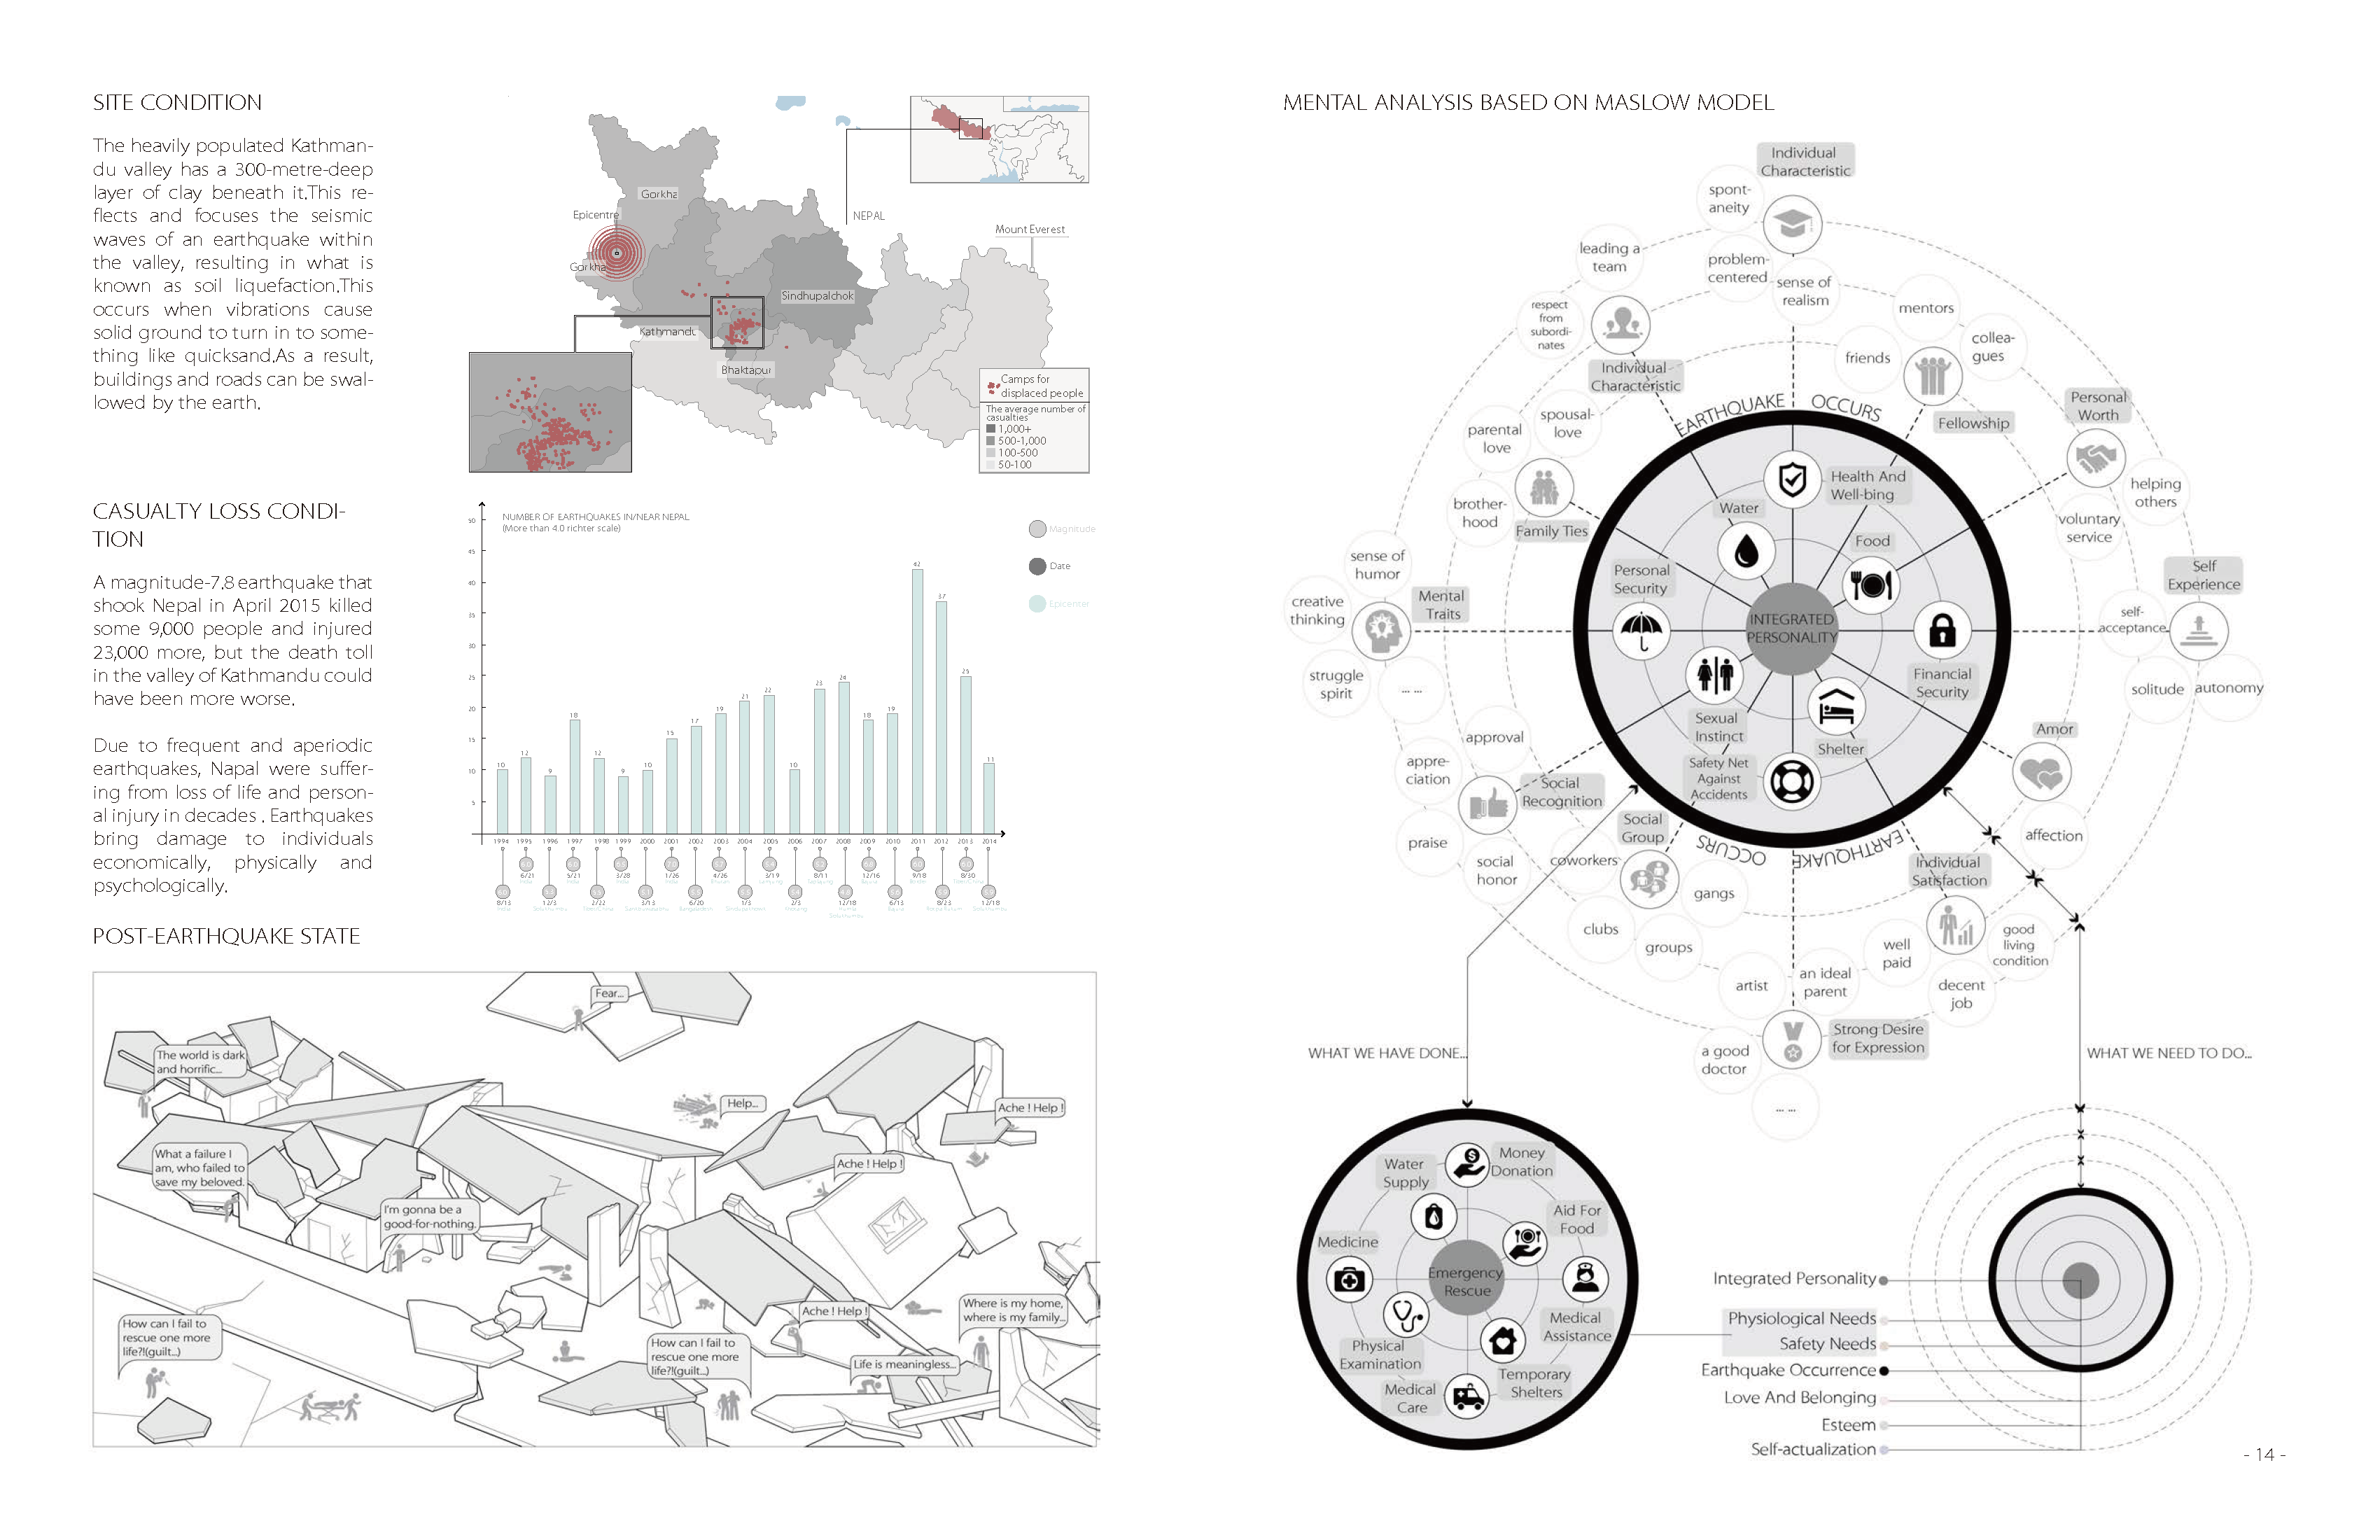 SITE CONDITION
The heavily populated Kathman-
du valley has a 300-metre-deep
layer of clay beneath it.This re-
flects and focuses the seismic
waves of an earthquake within
the valley, resulting in what is
known as soil liquefaction.This
occurs when vibrations cause
solid ground to turn in to some-
thing like quicksand.As a result,
buildings and roads can be swal-
lowed by the earth.
Gorkha
Epicentre
Gorkha
NEPAL
Mount Everest
Sindhupalchok
Kathmandu
Bhaktapur
Camps for
displaced people
The average number of
casualties
1,000+
500-1,000
100-500
50-100
CASUALTY LOSS CONDI-
TION
A magnitude-7.8 earthquake that
shook Nepal in April 2015 killed
some 9,000 people and injured
23,000 more, but the death toll
in the valley of Kathmandu could
have been more worse.
Due to frequent and aperiodic
earthquakes, Napal were suffer-
ing from loss of life and person-
al injury in decades . Earthquakes
bring damage to individuals
economically, physically and
psychologically.
NUMBER OF EARTHQUAKES IN/NEAR NEPAL
(More than 4.0 richter scale)
Magnitude
Date
Epicenter
50
45
40
35
30
25
20
15
10
5
10 12 9 18 12 9 10 15 17 19 21 22 10 23 24 18 19 42 37 25 11
1994 1995 1996 1997 1998 1999 2000 2001 2002 2003 2004 2005 2006 2007 2008 2009 2010 2011 2012 2013 2014
6/21 5/21 3/28 1/26 4/26 3/19 8/11 12/16 9/18 8/30
8/13 12/3 2/22 3/13 6/20 1/3 2/3 12/18 6/13 8/23 12/18
POST-EARTHQUAKE STATE
Fear...
The world is dark
and horrific...
Help...
Ache ! Help !
What a failure I
am, who failed to
save my beloved.
Ache ! Help !
I'm gonna be a
good-for-nothing.
Ache ! Help !
Where is my home,
where is my family...
How can I fail to
rescue one more
life?!(guilt...)
How can I fail to
rescue one more
life?!(guilt...)
Life is meaningless...
MENTAL ANALYSIS BASED ON MASLOW MODEL
Individual
Characteristic
spont-
aneity
leading a
team
problem-
centered
sense of
realism
respect
from
subordi-
nates
mentors
friends
collea-
gues
Individual
Characteristic
Fellowship
Personal
Worth
EARTHQUAKE OCCURS
spousal-
love
parental
love
brother-
hood
Family Ties
helping
others
voluntary
service
Health And
Well-bing
Water
Food
Personal
Security
INTEGRATED
PERSONALITY
Financial
Security
Sexual
Instinct
Shelter
Safety Net
Against
Accidents
sense of
humor
creative
thinking
Mental
Traits
struggle
spirit
... ...
Self
Experience
self-
acceptance
solitude
autonomy
approval
appre-
ciation
Social
Recognition
praise
social
honor
Amor
affection
Social
Group
coworkers
gangs
clubs
groups
EARTHQUAKE OCCURS
Individual
Satisfaction
good
living
condition
well
paid
decent
job
artist
an ideal
parent
Strong Desire
for Expression
a good
doctor
... ...
WHAT WE HAVE DONE...
WHAT WE NEED TO DO...
Water
Supply
Money
Donation
Aid For
Food
Medicine
Emergency
Rescue
Medical
Assistance
Physical
Examination
Temporary
Shelters
Medical
Care
Integrated Personality
Physiological Needs
Safety Needs
Earthquake Occurrence
Love And Belonging
Esteem
Self-actualization
- 14 -